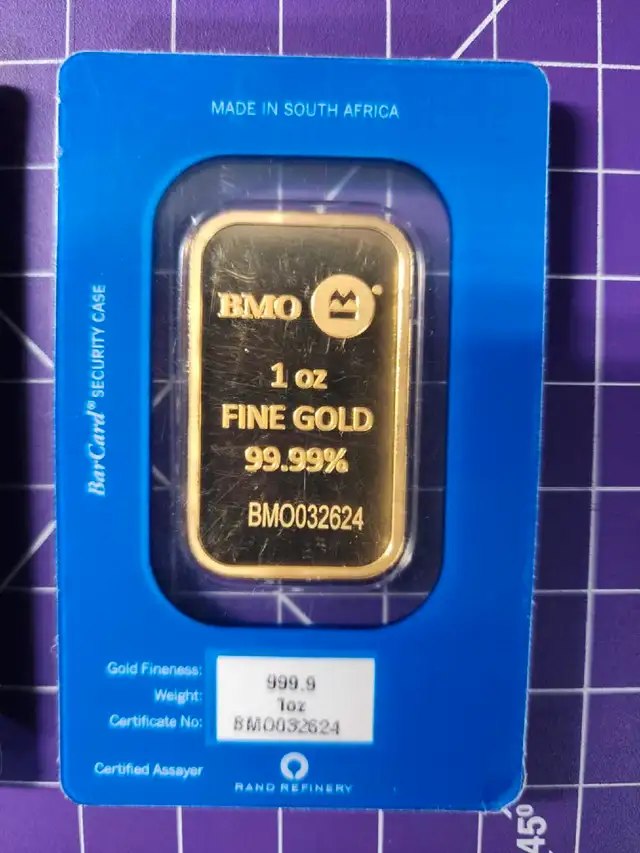 MADE IN SOUTH AFRICA
BarCard® SECURITY CASE
BMO
1 oz
FINE GOLD
99.99%
BMO032624
Gold Fineness: 999.9
Weight: 1oz
Certificate No: BMO032624
Certified Assayer
RAND REFINERY
45°